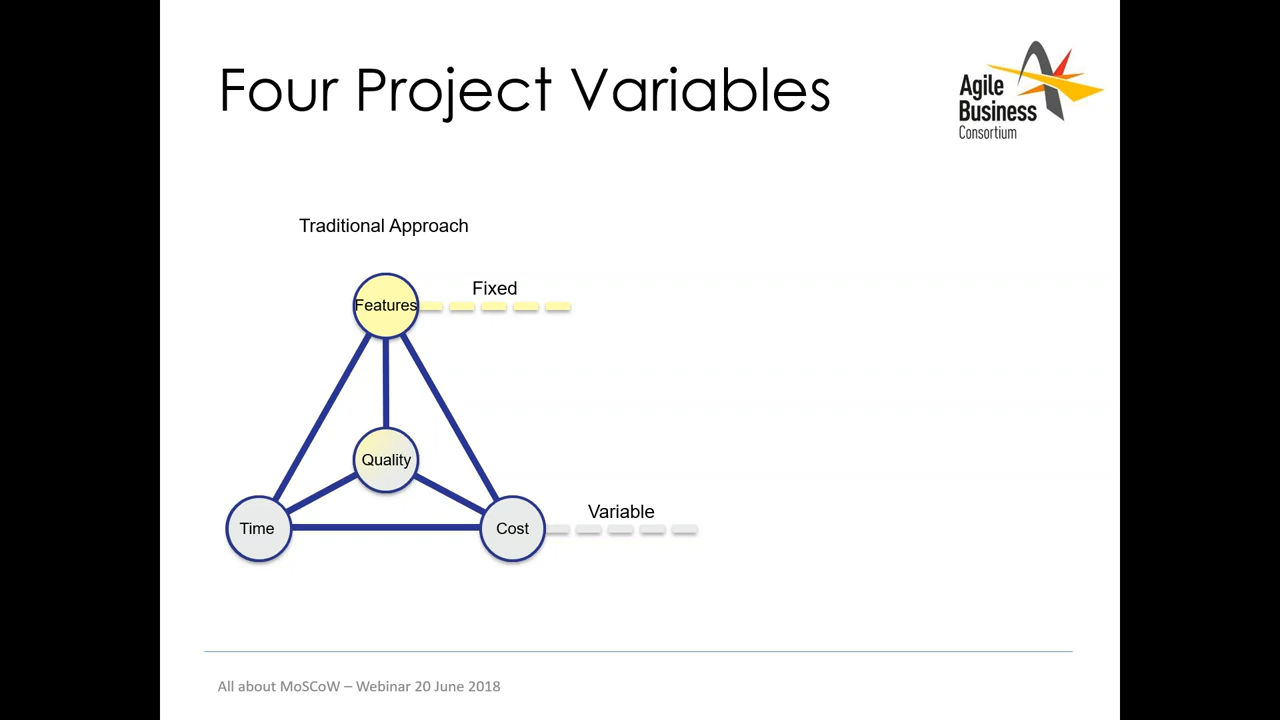 Four Project Variables
Agile
Business
Consortium
Traditional Approach
Features
Fixed
Quality
Time
Cost
Variable
All about MoSCoW – Webinar 20 June 2018